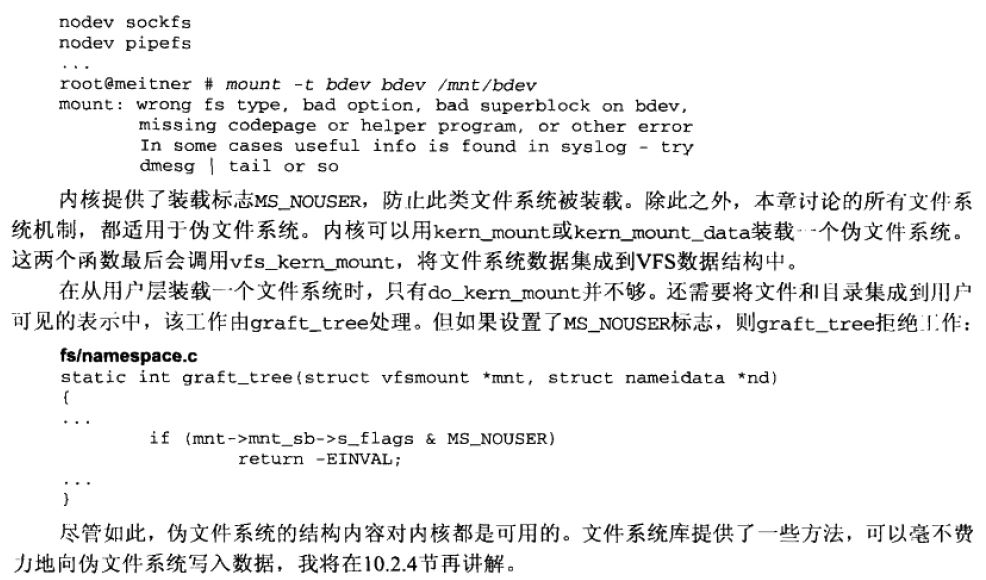 nodev sockfs
nodev pipefs
...
root@meitner # mount -t bdev bdev /mnt/bdev
mount: wrong fs type, bad option, bad superblock on bdev,
missing codepage or helper program, or other error
In some cases useful info is found in syslog - try
dmesg | tail or so
内核提供了装载标志MS_NOUSER，防止此类文件系统被装载。除此之外，本章讨论的所有文件系
统机制，都适用于伪文件系统。内核可以用kern_mount或kern_mount_data装载一个伪文件系统。
这两个函数最后会调用vfs_kern_mount，将文件系统数据集成到VFS数据结构中。
在从用户层装载一个文件系统时，只有do_kern_mount并不够。还需要将文件和目录集成到用户
可见的表示中，该工作由graft_tree处理。但如果设置了MS_NOUSER标志，则graft_tree拒绝工作：
fs/namespace.c
static int graft_tree(struct vfsmount *mnt, struct nameidata *nd)
{
...
if (mnt->mnt_sb->s_flags & MS_NOUSER)
return -EINVAL;
...
}
尽管如此，伪文件系统的结构内容对内核都是可用的。文件系统库提供了一些方法，可以毫不费
力地向伪文件系统写入数据，我将在10.2.4节再讲解。